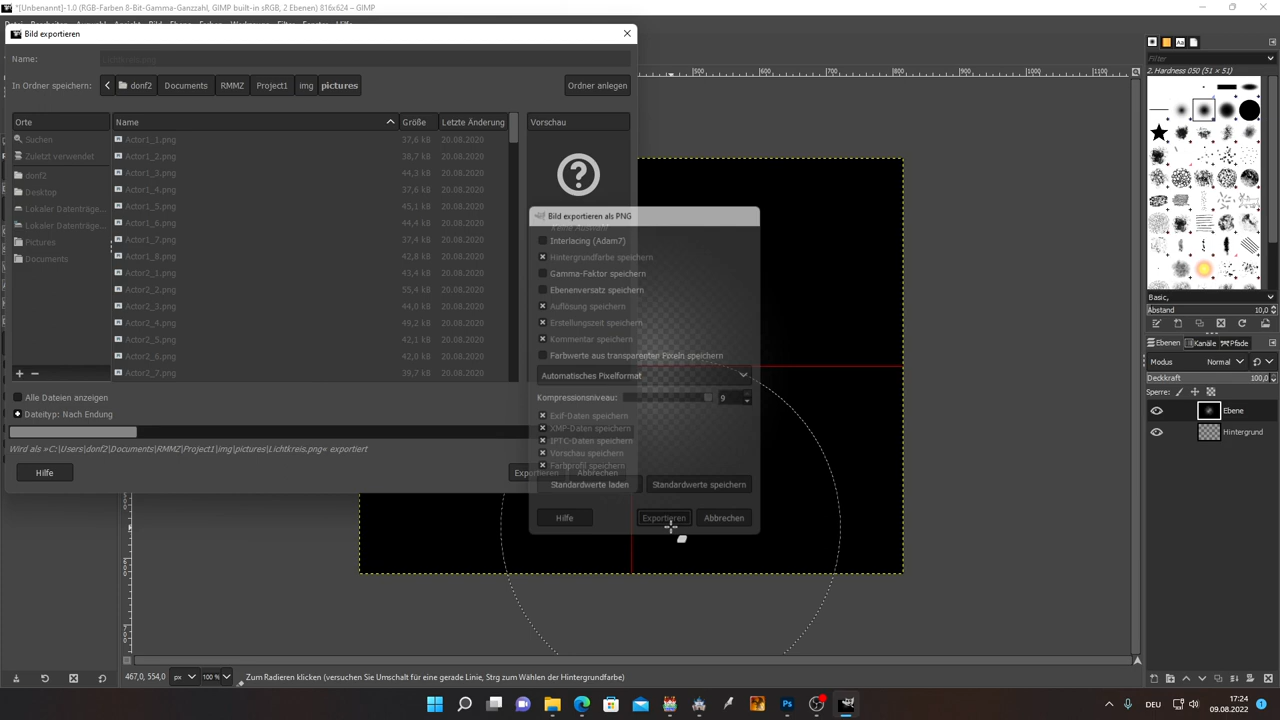 *[Unbenannt]-1.0 (RGB-Farben 8-Bit-Gamma-Ganzzahl, GIMP built-in sRGB, 2 Ebenen) 816x624 – GIMP
Bild exportieren
Name:
In Ordner speichern:
donf2
Documents
RMMZ
Project1
img
pictures
Ordner anlegen
Orte
Name
Größe
Letzte Änderung
Vorschau
Suchen
Zuletzt verwendet
donf2
Desktop
Lokaler Datenträge...
Lokaler Datenträge...
Pictures
Documents
Actor1_1.png 37,6 kB 20.08.2020
Actor1_2.png 38,7 kB 20.08.2020
Actor1_3.png 44,3 kB 20.08.2020
Actor1_4.png 37,6 kB 20.08.2020
Actor1_5.png 45,1 kB 20.08.2020
Actor1_6.png 44,4 kB 20.08.2020
Actor1_7.png 37,4 kB 20.08.2020
Actor1_8.png 42,8 kB 20.08.2020
Actor2_1.png 43,4 kB 20.08.2020
Actor2_2.png 55,4 kB 20.08.2020
Actor2_3.png 44,0 kB 20.08.2020
Actor2_4.png 49,2 kB 20.08.2020
Actor2_5.png 42,1 kB 20.08.2020
Actor2_6.png 42,0 kB 20.08.2020
Actor2_7.png 39,7 kB 20.08.2020
Alle Dateien anzeigen
Dateityp: Nach Endung
Wird als »C:\Users\donf2\Documents\RMMZ\Project1\img\pictures\Lichtkreis.png« exportiert
Hilfe
Exportieren
Abbrechen
Bild exportieren als PNG
Keine Auswahl
Interlacing (Adam7)
Hintergrundfarbe speichern
Gamma-Faktor speichern
Ebenenversatz speichern
Auflösung speichern
Erstellungszeit speichern
Kommentar speichern
Farbwerte aus transparenten Pixeln speichern
Automatisches Pixelformat
Kompressionsniveau: 9
Exif-Daten speichern
XMP-Daten speichern
IPTC-Daten speichern
Vorschau speichern
Farbprofil speichern
Standardwerte laden
Standardwerte speichern
Hilfe
Exportieren
Abbrechen
500
600
700
800
900
1000
1100
Filter
2. Hardness 050 (51 × 51)
Basic,
Abstand 10,0
Ebenen
Kanäle
Pfade
Modus Normal
Deckkraft 100,0
Sperre:
Ebene
Hintergrund
467,0, 554,0
px
100 %
Zum Radieren klicken (versuchen Sie Umschalt für eine gerade Linie, Strg zum Wählen der Hintergrundfarbe)
DEU
17:24
09.08.2022